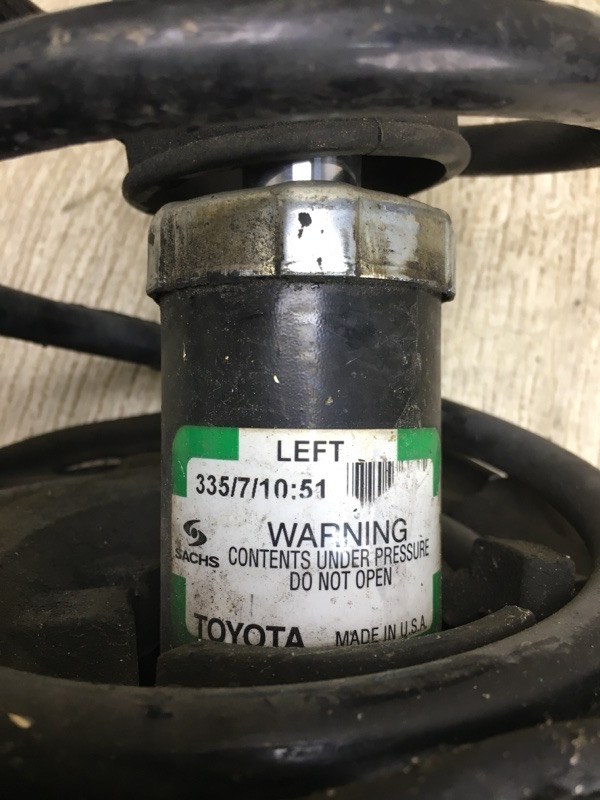 LEFT
335/7/10:51
WARNING
SACHS CONTENTS UNDER PRESSURE
DO NOT OPEN
TOYOTA MADE IN U.S.A.